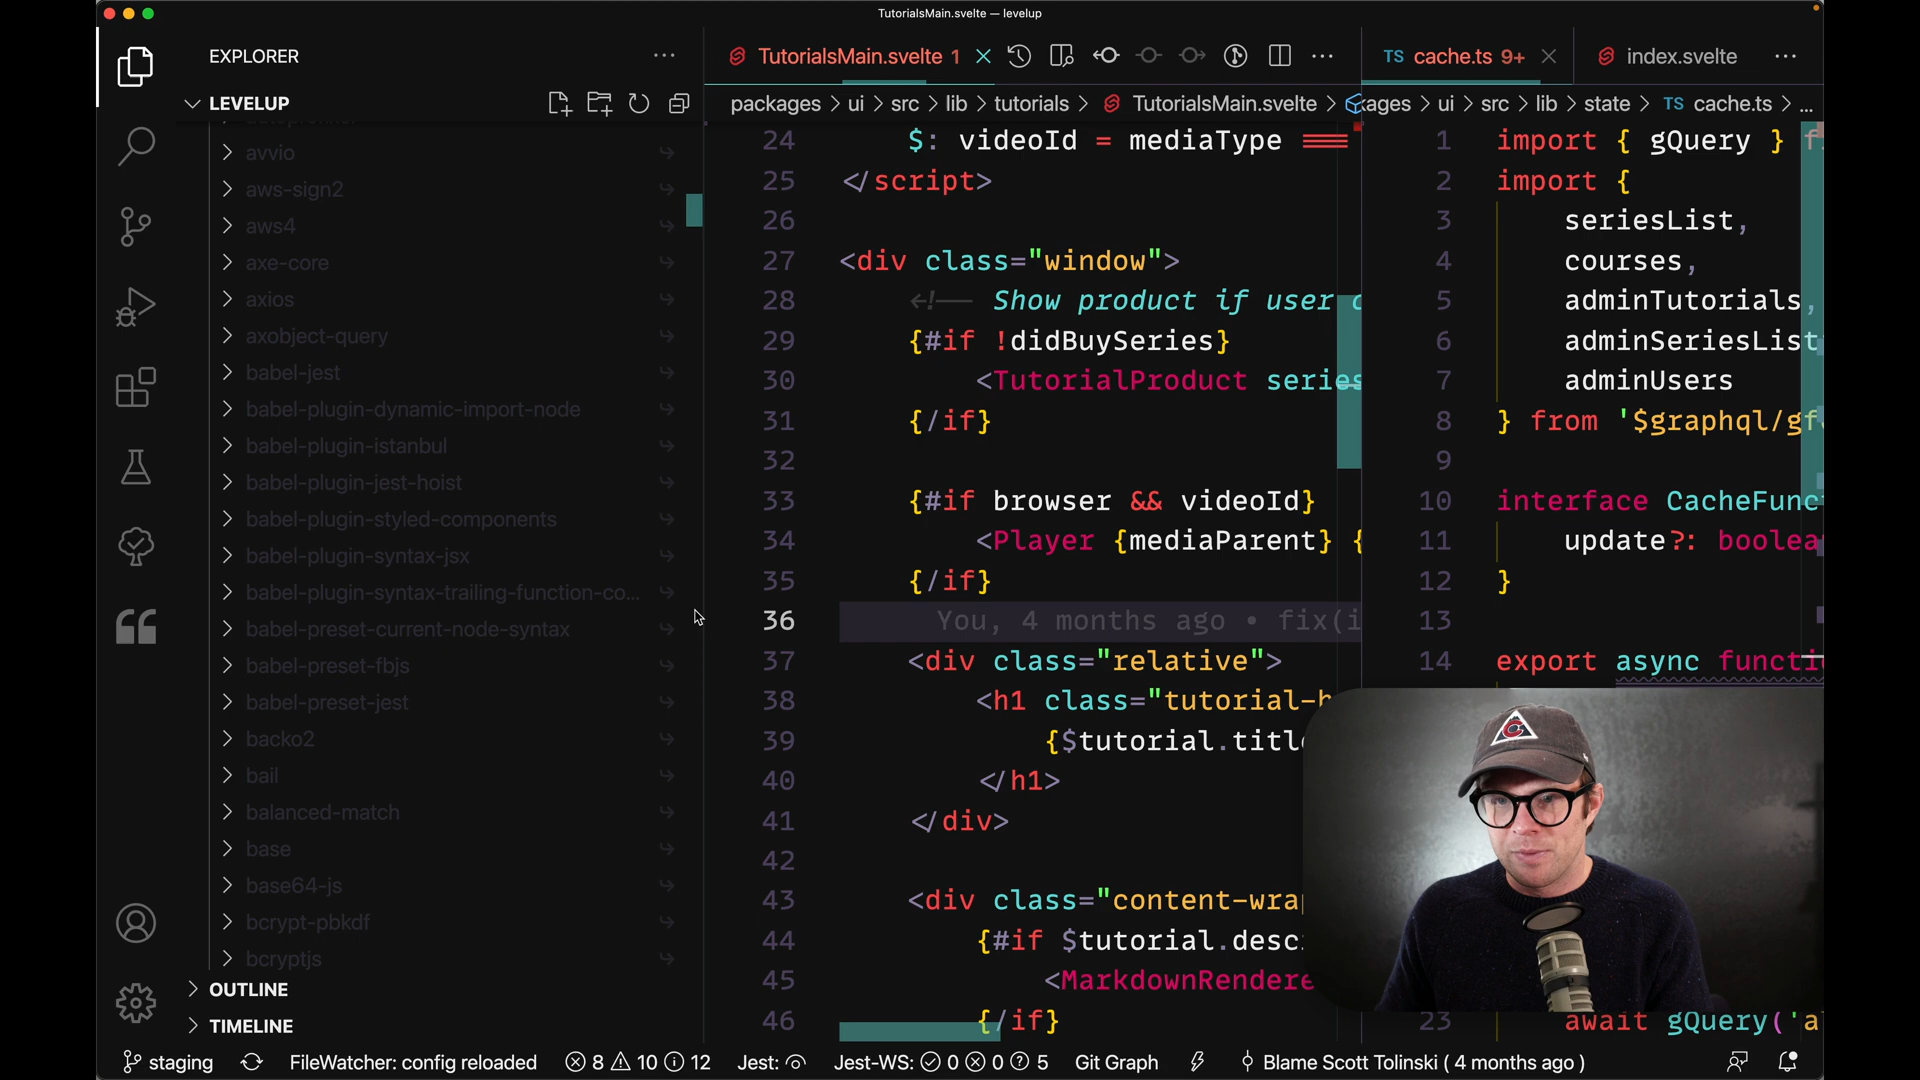 TutorialsMain.svelte — levelup
EXPLORER
LEVELUP
avvio
aws-sign2
aws4
axe-core
axios
axobject-query
babel-jest
babel-plugin-dynamic-import-node
babel-plugin-istanbul
babel-plugin-jest-hoist
babel-plugin-styled-components
babel-plugin-syntax-jsx
babel-plugin-syntax-trailing-function-co...
babel-preset-current-node-syntax
babel-preset-fbjs
babel-preset-jest
backo2
bail
balanced-match
base
base64-js
bcrypt-pbkdf
bcryptjs
OUTLINE
TIMELINE
TutorialsMain.svelte 1
packages > ui > src > lib > tutorials > TutorialsMain.svelte >
24 $: videoId = mediaType ===
25 </script>
26
27 <div class="window">
28 <!-- Show product if user
29 {#if !didBuySeries}
30 <TutorialProduct series
31 {/if}
32
33 {#if browser && videoId}
34 <Player {mediaParent} {
35 {/if}
36 You, 4 months ago • fix(i
37 <div class="relative">
38 <h1 class="tutorial-h
39 {$tutorial.title
40 </h1>
41 </div>
42
43 <div class="content-wrap
44 {#if $tutorial.desc
45 <MarkdownRendere
46 {/if}
TS cache.ts 9+
index.svelte
kages > ui > src > lib > state > TS cache.ts > ...
1 import { gQuery } f
2 import {
3 seriesList,
4 courses,
5 adminTutorials,
6 adminSeriesList
7 adminUsers
8 } from '$graphql/gf
9
10 interface CacheFunc
11 update?: boolea
12 }
13
14 export async functi
23 await gQuery('a
C
staging
FileWatcher: config reloaded
8 10 12
Jest:
Jest-WS: 0 0 5
Git Graph
Blame Scott Tolinski ( 4 months ago )